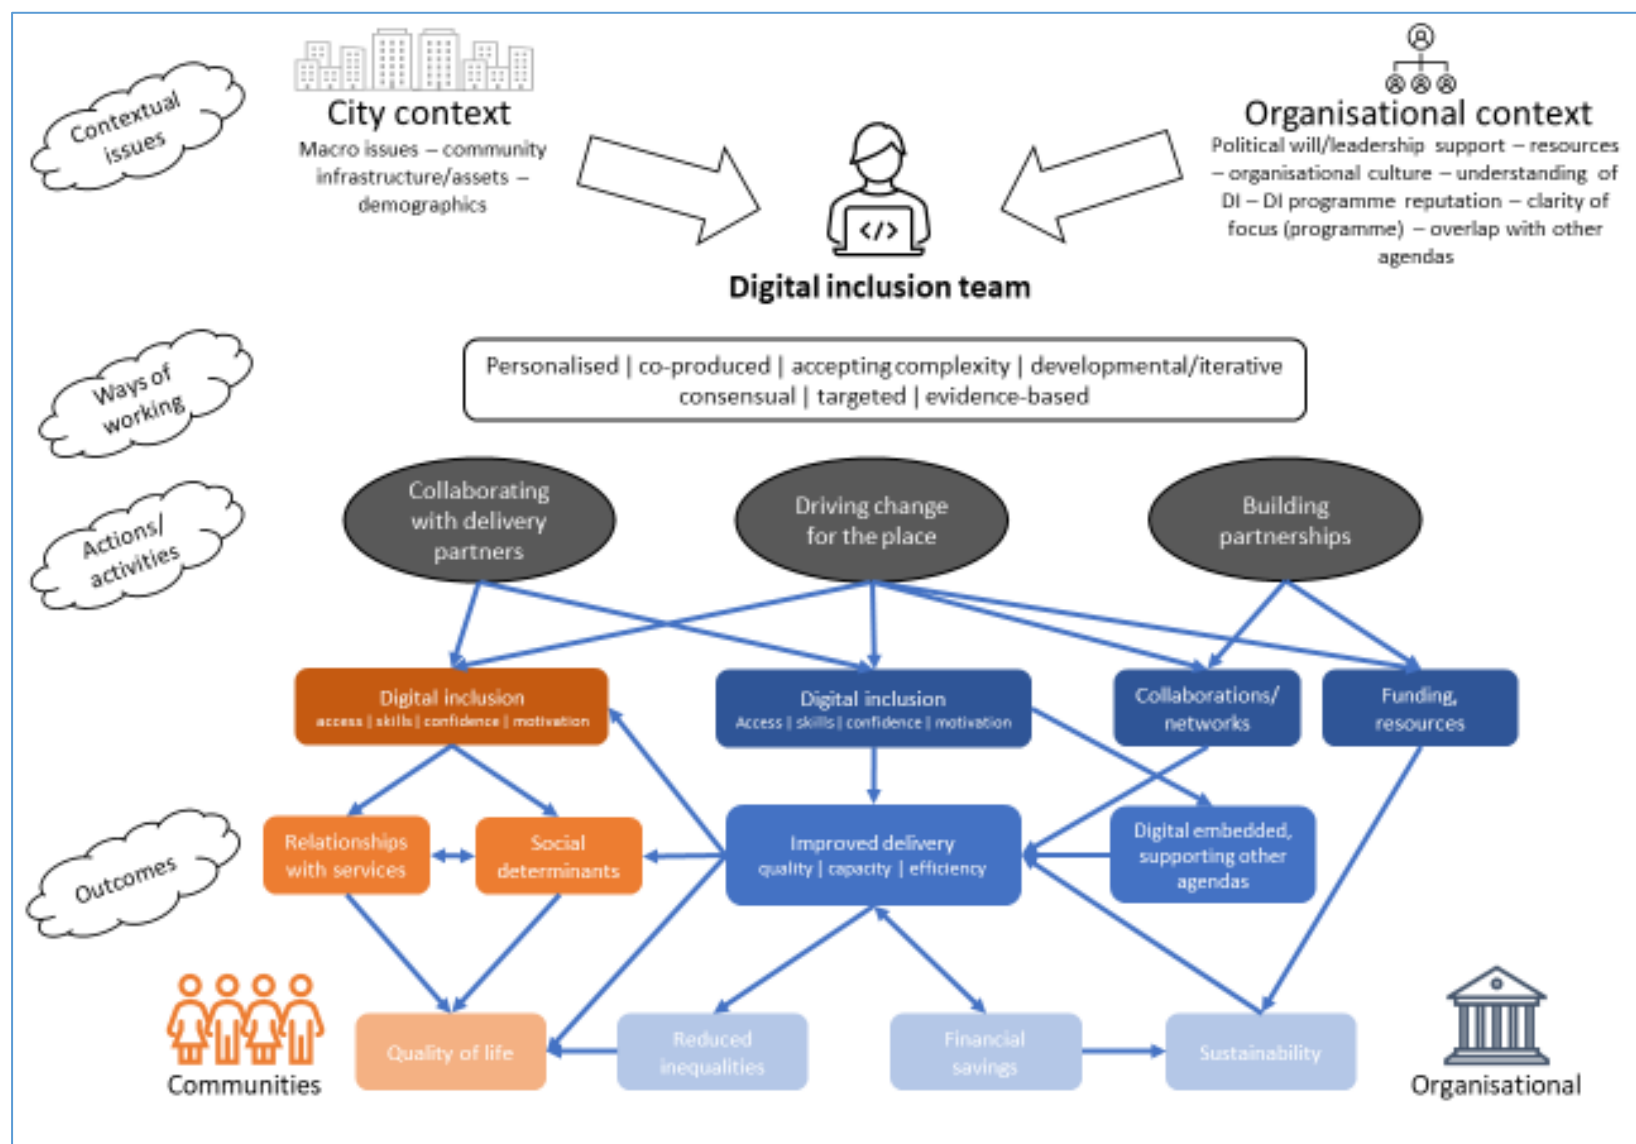 Contextual
issues
City context
Macro issues – community
infrastructure/assets –
demographics
Organisational context
Political will/leadership support – resources
– organisational culture – understanding of
DI – DI programme reputation – clarity of
focus (programme) – overlap with other
agendas
</>
Digital inclusion team
Ways of
working
Personalised | co-produced | accepting complexity | developmental/iterative
consensual | targeted | evidence-based
Actions/
activities
Collaborating
with delivery
partners
Driving change
for the place
Building
partnerships
Digital inclusion
access | skills | confidence | motivation
Digital inclusion
Access | skills | confidence | motivation
Collaborations/
networks
Funding,
resources
Outcomes
Relationships
with services
Social
determinants
Improved delivery
quality | capacity | efficiency
Digital embedded,
supporting other
agendas
Communities
Quality of life
Reduced
inequalities
Financial
savings
Sustainability
Organisational